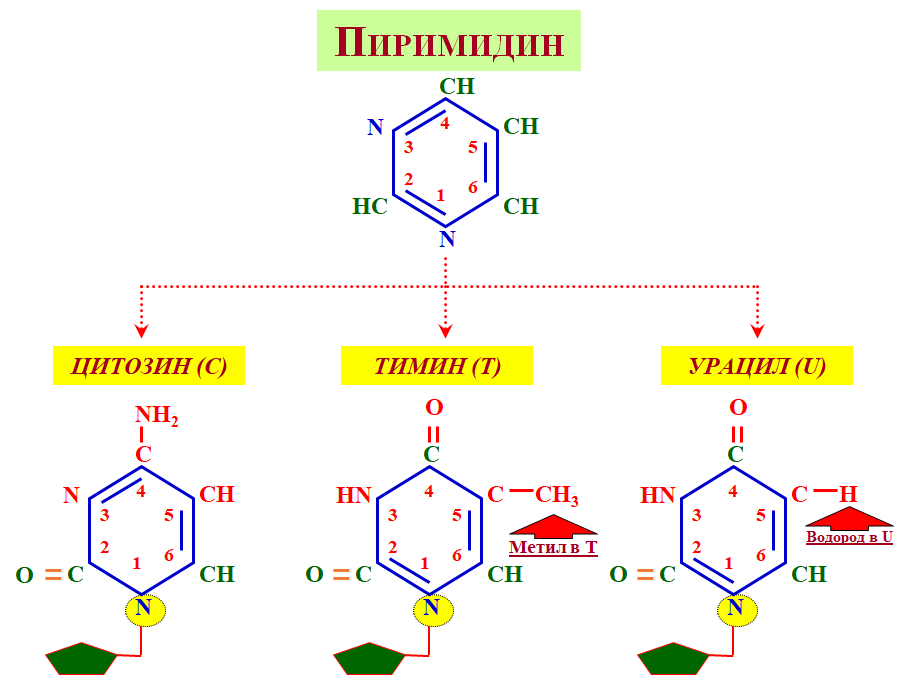 ПИРИМИДИН
CH
N 4 CH
3 5
2 1 6
HC CH
N
ЦИТОЗИН (C) ТИМИН (T) УРАЦИЛ (U)
NH₂ O O
C C C
N 4 CH HN 4 C CH₃ HN 4 C H
3 5 3 5 Метил в Т 3 5 Водород в U
2 1 6 2 1 6 2 1 6
O = C CH O = C CH O = C CH
N N N